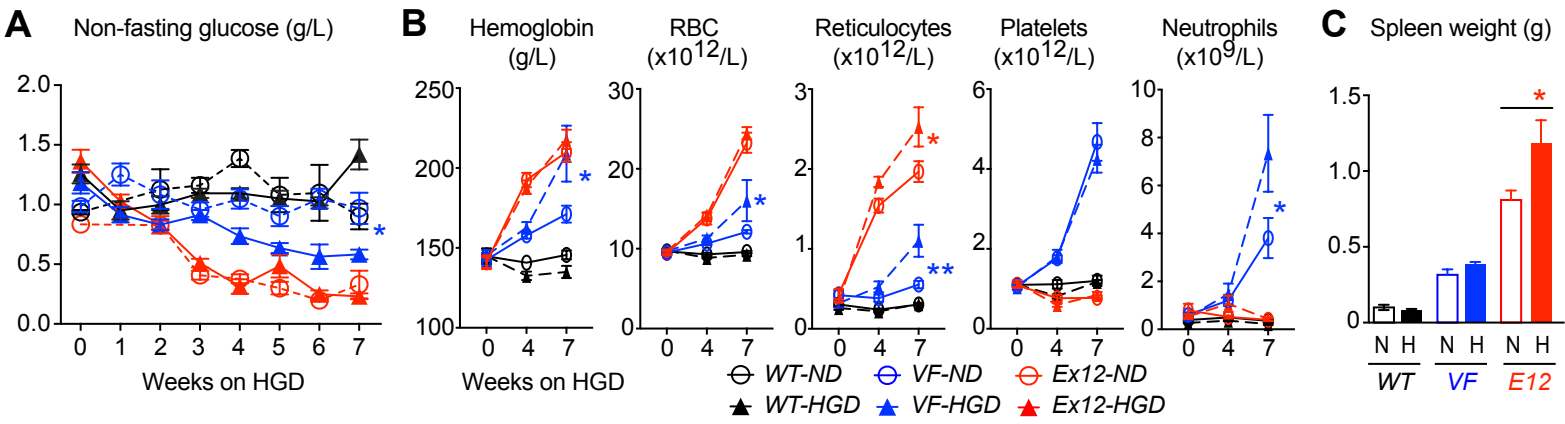 A
Non-fasting glucose (g/L)
2.0
1.5
1.0
0.5
0.0
0 1 2 3 4 5 6 7
Weeks on HGD
*
B
Hemoglobin
(g/L)
250
200
150
100
0 4 7
Weeks on HGD
*
RBC
(x10¹²/L)
30
20
10
0
0 4 7
*
Reticulocytes
(x10¹²/L)
3
2
1
0
0 4 7
*
**
Platelets
(x10¹²/L)
6
4
2
0
0 4 7
Neutrophils
(x10⁹/L)
10
8
6
4
2
0
0 4 7
*
WT-ND VF-ND Ex12-ND
WT-HGD VF-HGD Ex12-HGD
C
Spleen weight (g)
1.5
1.0
0.5
0
*
N H N H N H
WT VF E12